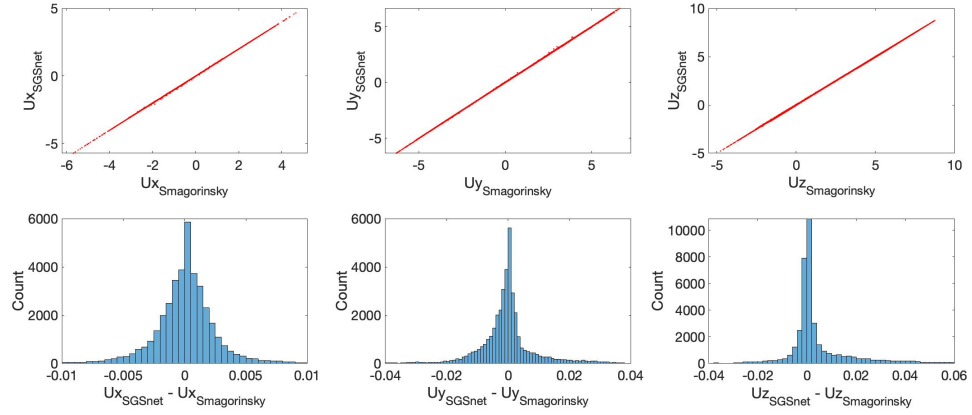 5
0
-5
Ux_SGSnet
-6 -4 -2 0 2 4
Ux_Smagorinsky
5
0
-5
Uy_SGSnet
-5 0 5
Uy_Smagorinsky
10
5
0
-5
Uz_SGSnet
-5 0 5 10
Uz_Smagorinsky
6000
4000
2000
0
Count
-0.01 -0.005 0 0.005 0.01
Ux_SGSnet - Ux_Smagorinsky
6000
4000
2000
0
Count
-0.04 -0.02 0 0.02 0.04
Uy_SGSnet - Uy_Smagorinsky
10000
8000
6000
4000
2000
0
Count
-0.04 -0.02 0 0.02 0.04 0.06
Uz_SGSnet - Uz_Smagorinsky